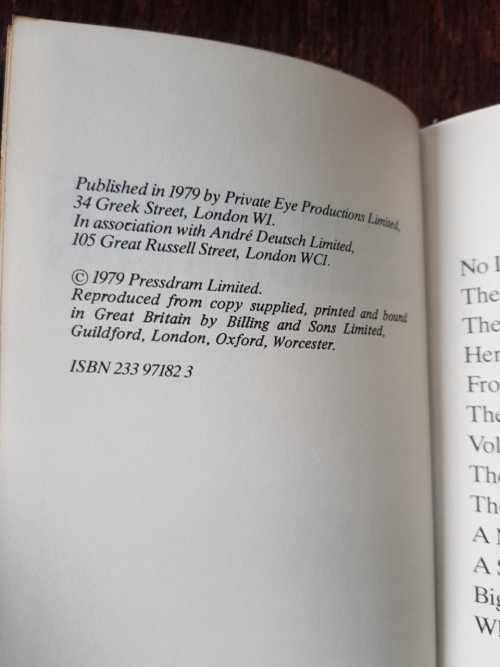 Published in 1979 by Private Eye Productions Limited,
34 Greek Street, London W1.
In association with André Deutsch Limited,
105 Great Russell Street, London WC1.
© 1979 Pressdram Limited.
Reproduced from copy supplied, printed and bound
in Great Britain by Billing and Sons Limited,
Guildford, London, Oxford, Worcester.
ISBN 233 97182 3
No
The
The
Her
Fro
The
Vol
The
The
A
A
Big
Wh